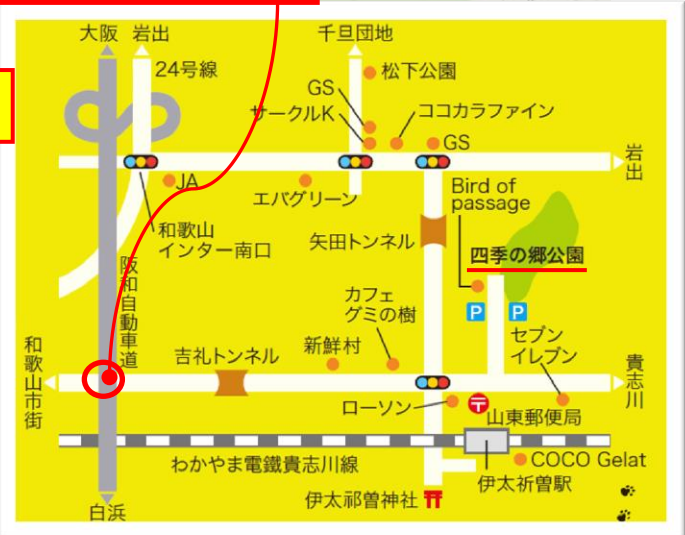 大阪
岩出
千旦団地
24号線
松下公園
GS
サークルK
ココカラファイン
GS
岩出
JA
エバグリーン
Bird of
passage
和歌山
インター南口
矢田トンネル
四季の郷公園
阪和自動車道
カフェ
グミの樹
P
P
セブン
イレブン
和歌山市街
吉礼トンネル
新鮮村
貴志川
ローソン
〒
山東郵便局
わかやま電鐵貴志川線
COCO Gelat
伊太祈曽駅
伊太祁曽神社
白浜